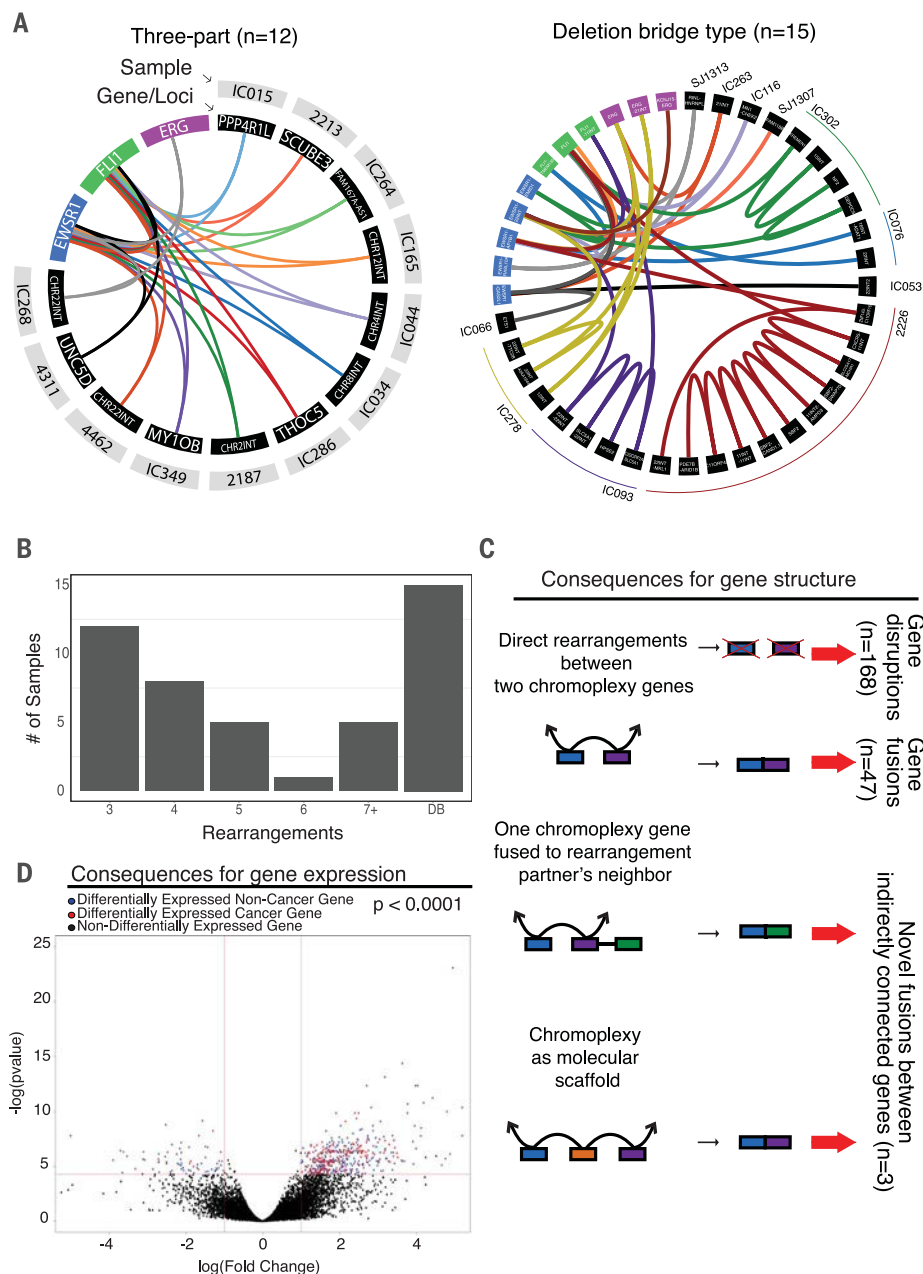 A
Three-part (n=12)
Sample
Gene/Loci
IC015
2213
IC264
IC165
IC044
IC034
IC286
2187
IC349
4462
4311
IC268
EWSR1
FLI1
ERG
PPP4R1L
SCUBE3
FAM167A-AS1
CHR12INT
CHR4INT
CHR8INT
THOC5
CHR2INT
MY1OB
CHR22INT
UNC5D
CHR22INT
Deletion bridge type (n=15)
SJ1313
IC263
IC116
SJ1307
IC302
IC076
IC053
2226
IC093
IC278
IC066
B
# of Samples
15
10
5
0
3
4
5
6
7+
DB
Rearrangements
C
Consequences for gene structure
Direct rearrangements
between
two chromoplexy genes
Gene
disruptions
(n=168)
Gene
fusions
(n=47)
One chromoplexy gene
fused to rearrangement
partner's neighbor
Chromoplexy
as molecular
scaffold
Novel fusions between
indirectly connected genes (n=3)
D
Consequences for gene expression
Differentially Expressed Non-Cancer Gene
Differentially Expressed Cancer Gene
Non-Differentially Expressed Gene
p < 0.0001
-log(pvalue)
25
20
15
10
5
0
-4
-2
0
2
4
log(Fold Change)